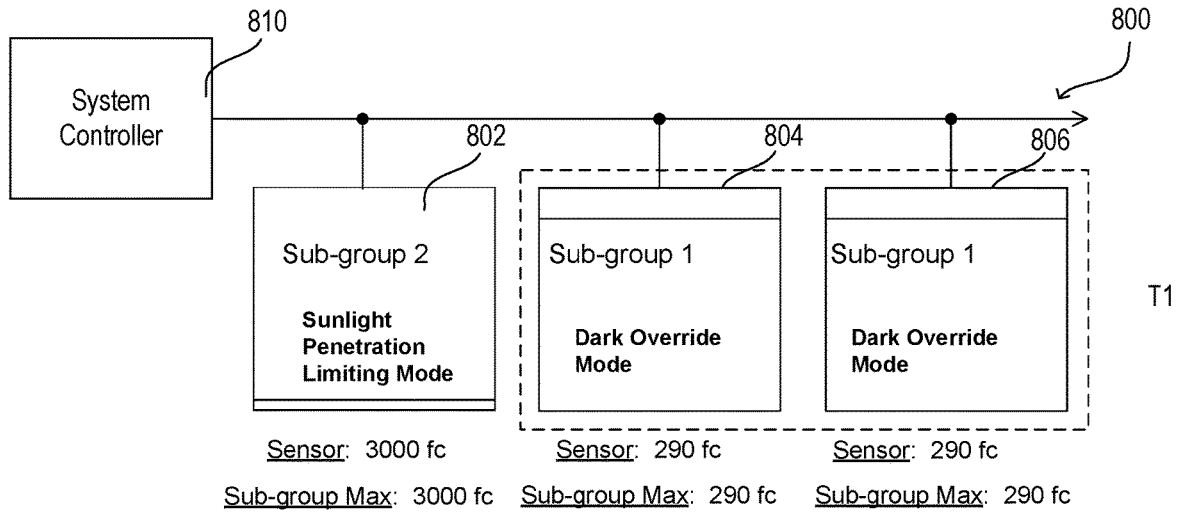 810
800
System
Controller
802
804
806
Sub-group 2
Sub-group 1
Sub-group 1
T1
Sunlight
Penetration
Limiting Mode
Dark Override
Mode
Dark Override
Mode
Sensor: 3000 fc
Sensor: 290 fc
Sensor: 290 fc
Sub-group Max: 3000 fc
Sub-group Max: 290 fc
Sub-group Max: 290 fc